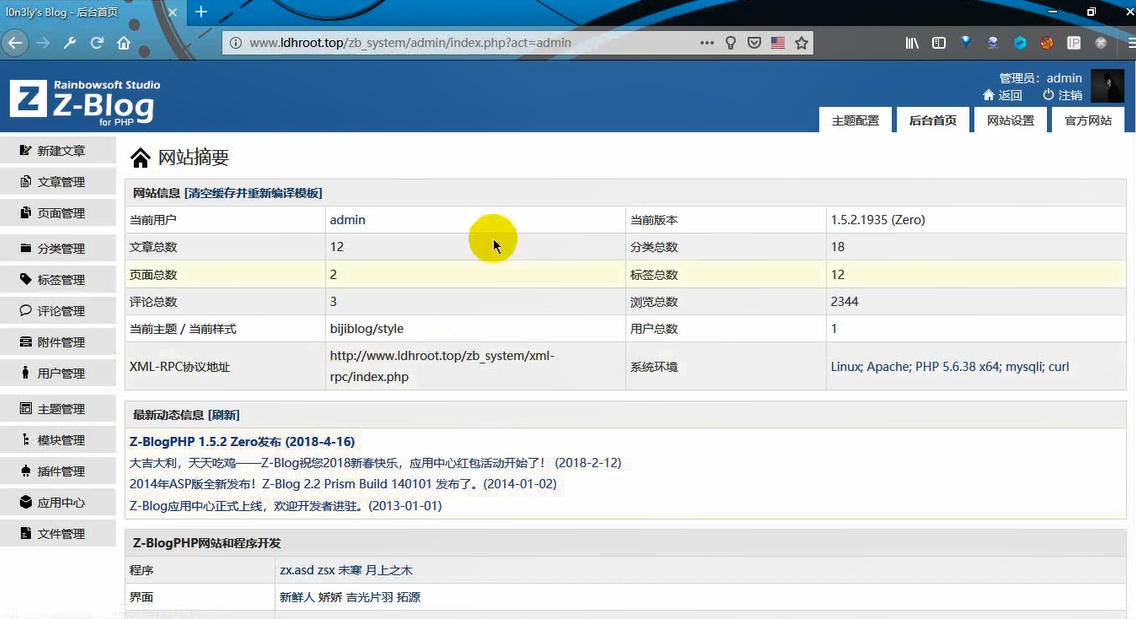 l0n3ly's Blog - 后台首页
www.ldhroot.top/zb_system/admin/index.php?act=admin
Rainbowsoft Studio
Z-Blog
for PHP
管理员：admin
返回 注销
主题配置 后台首页 网站设置 官方网站
新建文章
文章管理
页面管理
分类管理
标签管理
评论管理
附件管理
用户管理
主题管理
模块管理
插件管理
应用中心
文件管理
网站摘要
网站信息 [清空缓存并重新编译模板]
当前用户 admin 当前版本 1.5.2.1935 (Zero)
文章总数 12 分类总数 18
页面总数 2 标签总数 12
评论总数 3 浏览总数 2344
当前主题 / 当前样式 bijiblog/style 用户总数 1
XML-RPC协议地址 http://www.ldhroot.top/zb_system/xml-
rpc/index.php 系统环境 Linux; Apache; PHP 5.6.38 x64; mysqli; curl
最新动态信息 [刷新]
Z-BlogPHP 1.5.2 Zero发布 (2018-4-16)
大吉大利，天天吃鸡——Z-Blog祝您2018新春快乐，应用中心红包活动开始了！ (2018-2-12)
2014年ASP版全新发布！Z-Blog 2.2 Prism Build 140101 发布了。(2014-01-02)
Z-Blog应用中心正式上线，欢迎开发者进驻。(2013-01-01)
Z-BlogPHP网站和程序开发
程序 zx.asd zsx 未寒 月上之木
界面 新鲜人 娇娇 吉光片羽 拓源